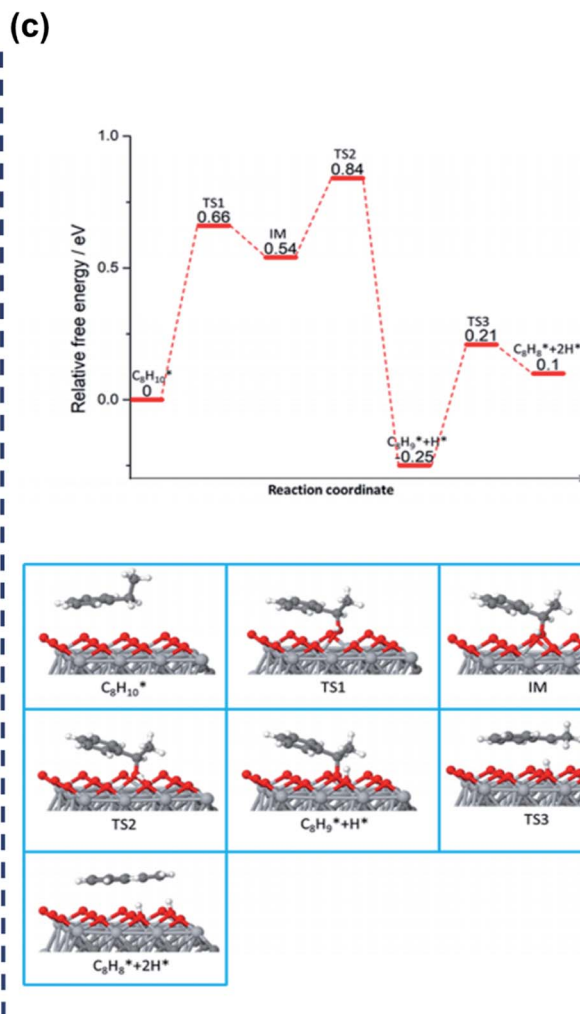 (c)
1.0
0.5
0.0
Relative free energy / eV
C₈H₁₀*
0
TS1
0.66
IM
0.54
TS2
0.84
C₈H₉*+H*
-0.25
TS3
0.21
C₈H₈*+2H*
0.1
Reaction coordinate
C₈H₁₀*
TS1
IM
TS2
C₈H₉*+H*
TS3
C₈H₈*+2H*